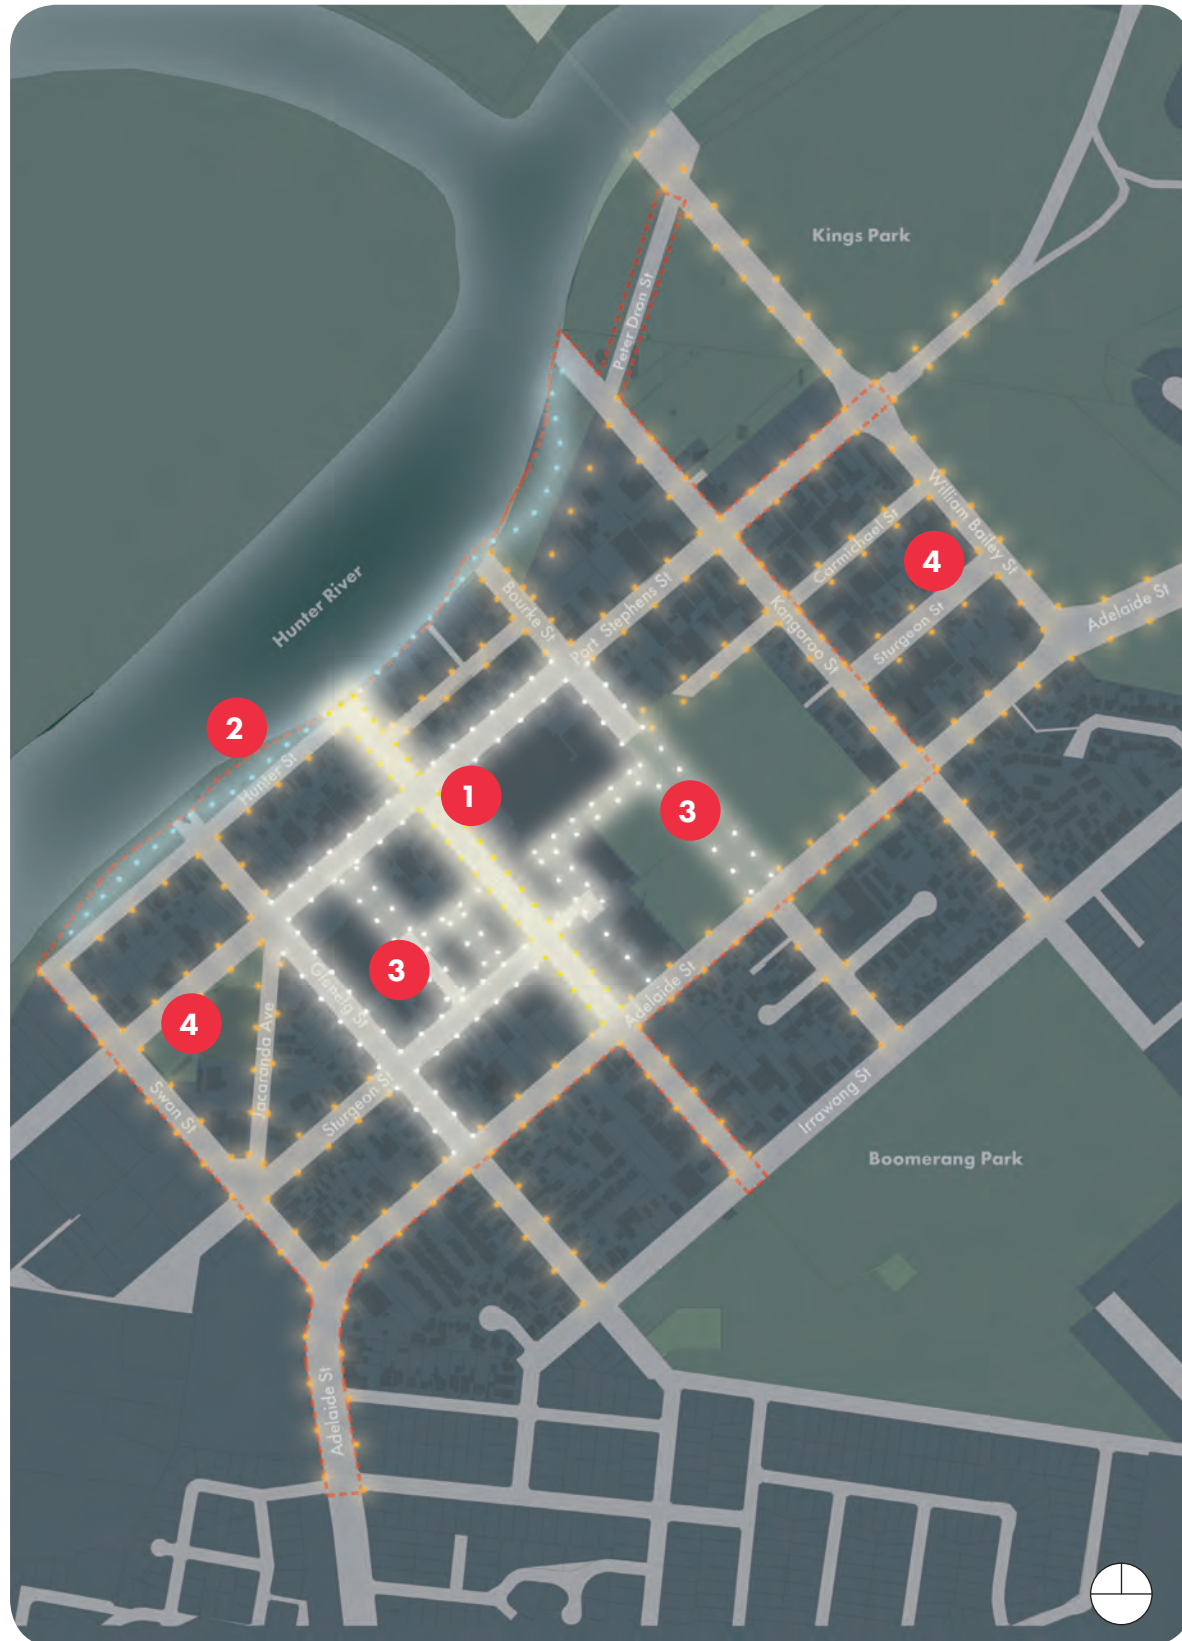 Kings Park
Peter Dron St
William Bailey St
Carmichael St
4
Adelaide St
Hunter River
Bourke St
Port Stephens St
Kangaroo St
Sturgeon St
2
Hunter St
1
3
3
Glenelg St
Adelaide St
4
Jacaranda Ave
Swan St
Sturgeon St
Irrawang St
Boomerang Park
Adelaide St